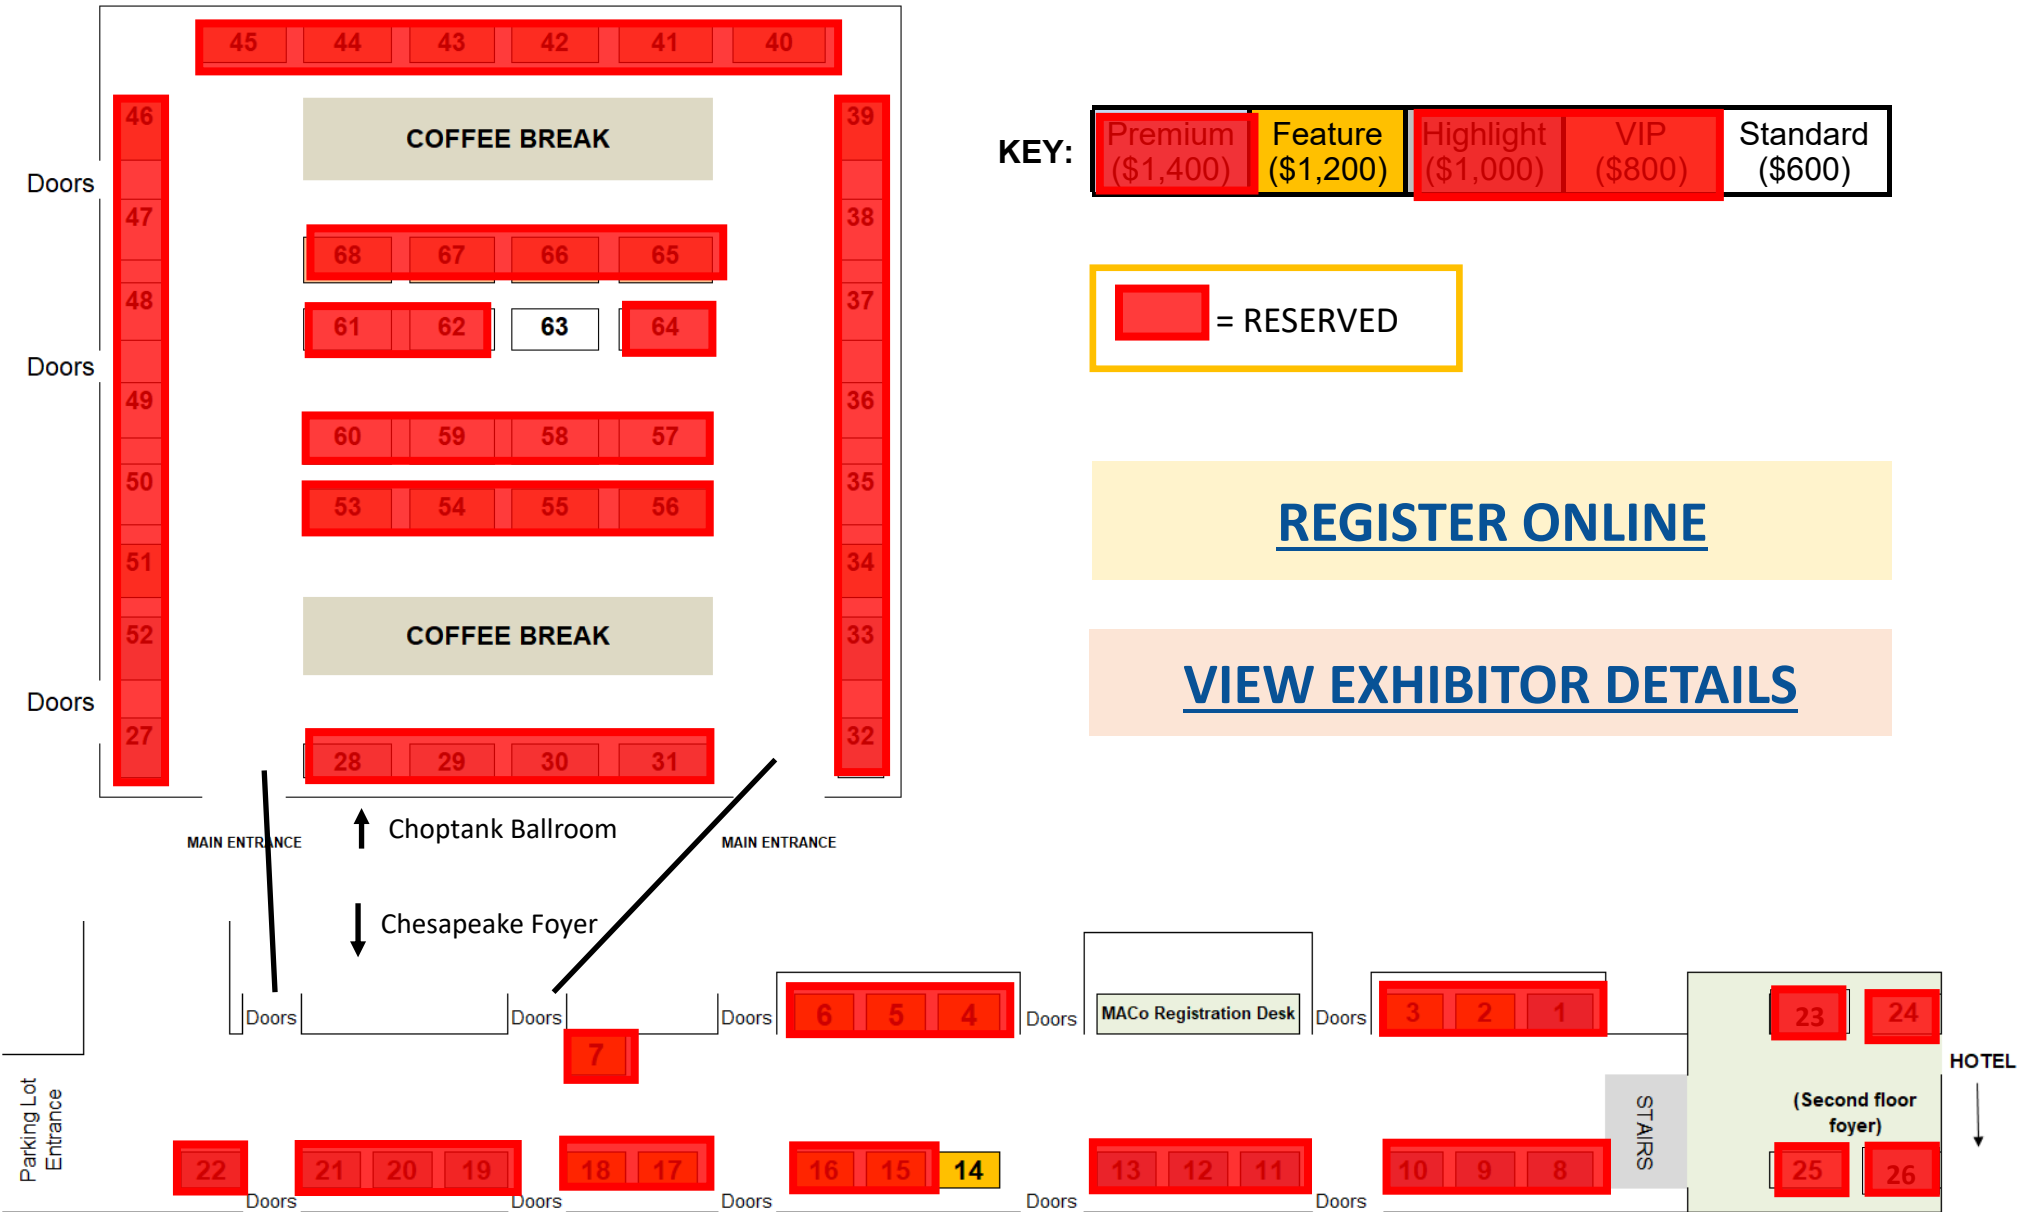 45 44 43 42 41 40
46
39
COFFEE BREAK
KEY:
Premium
($1,400)
Feature
($1,200)
Highlight
($1,000)
VIP
($800)
Standard
($600)
Doors
47
38
68 67 66 65
48
37
61 62 63 64
= RESERVED
Doors
49
36
60 59 58 57
50
35
53 54 55 56
REGISTER ONLINE
51
34
52
33
COFFEE BREAK
VIEW EXHIBITOR DETAILS
Doors
27
32
28 29 30 31
MAIN ENTRANCE
Choptank Ballroom
MAIN ENTRANCE
Chesapeake Foyer
Doors
Doors
Doors
6 5 4
Doors
MACo Registration Desk
Doors
3 2 1
23 24
7
HOTEL
Parking Lot
Entrance
STAIRS
(Second floor
foyer)
22
21 20 19
18 17
16 15 14
13 12 11
10 9 8
25 26
Doors
Doors
Doors
Doors
Doors